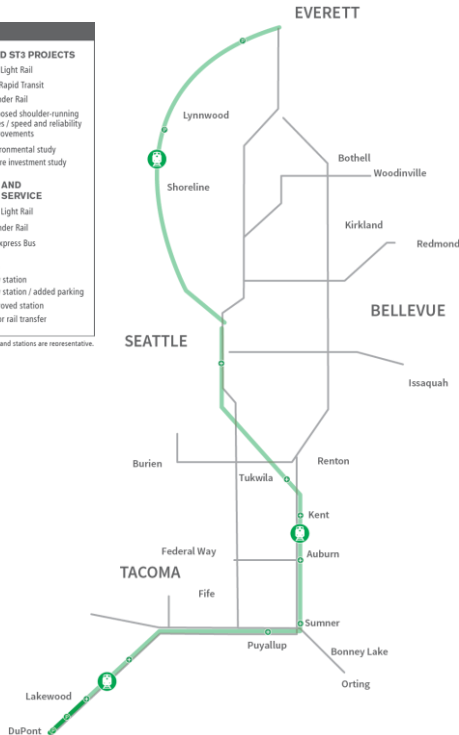 EVERETT
D ST3 PROJECTS
Light Rail
Rapid Transit
der Rail
osed shoulder-running
es / speed and reliability
rovements
ronmental study
re investment study
AND
SERVICE
Light Rail
der Rail
xpress Bus
station
station / added parking
oved station
or rail transfer
and stations are representative.
Lynnwood
Bothell
Woodinville
Shoreline
Kirkland
Redmond
BELLEVUE
SEATTLE
Issaquah
Burien
Renton
Tukwila
Kent
Federal Way
Auburn
TACOMA
Fife
Sumner
Puyallup
Bonney Lake
Orting
Lakewood
DuPont